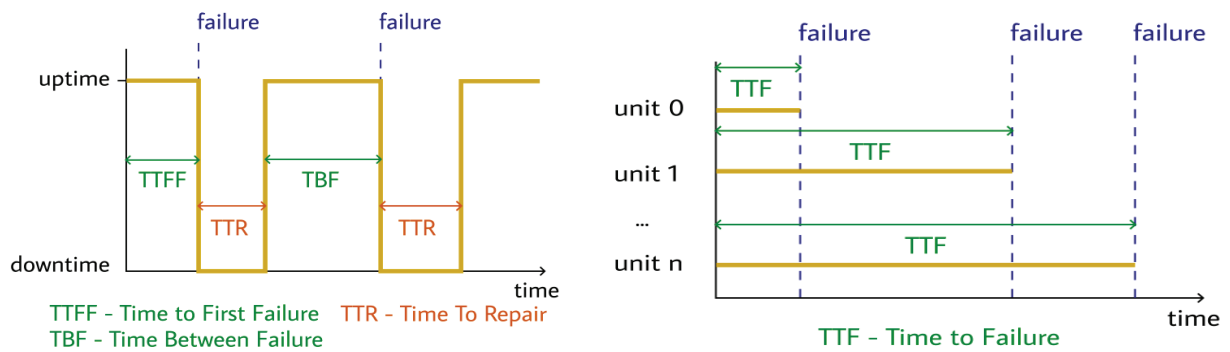 failure
failure
uptime
TTFF
TBF
TTR
TTR
downtime
time
TTFF - Time to First Failure
TTR - Time To Repair
TBF - Time Between Failure
failure
failure
failure
TTF
unit 0
TTF
unit 1
...
TTF
unit n
time
TTF - Time to Failure